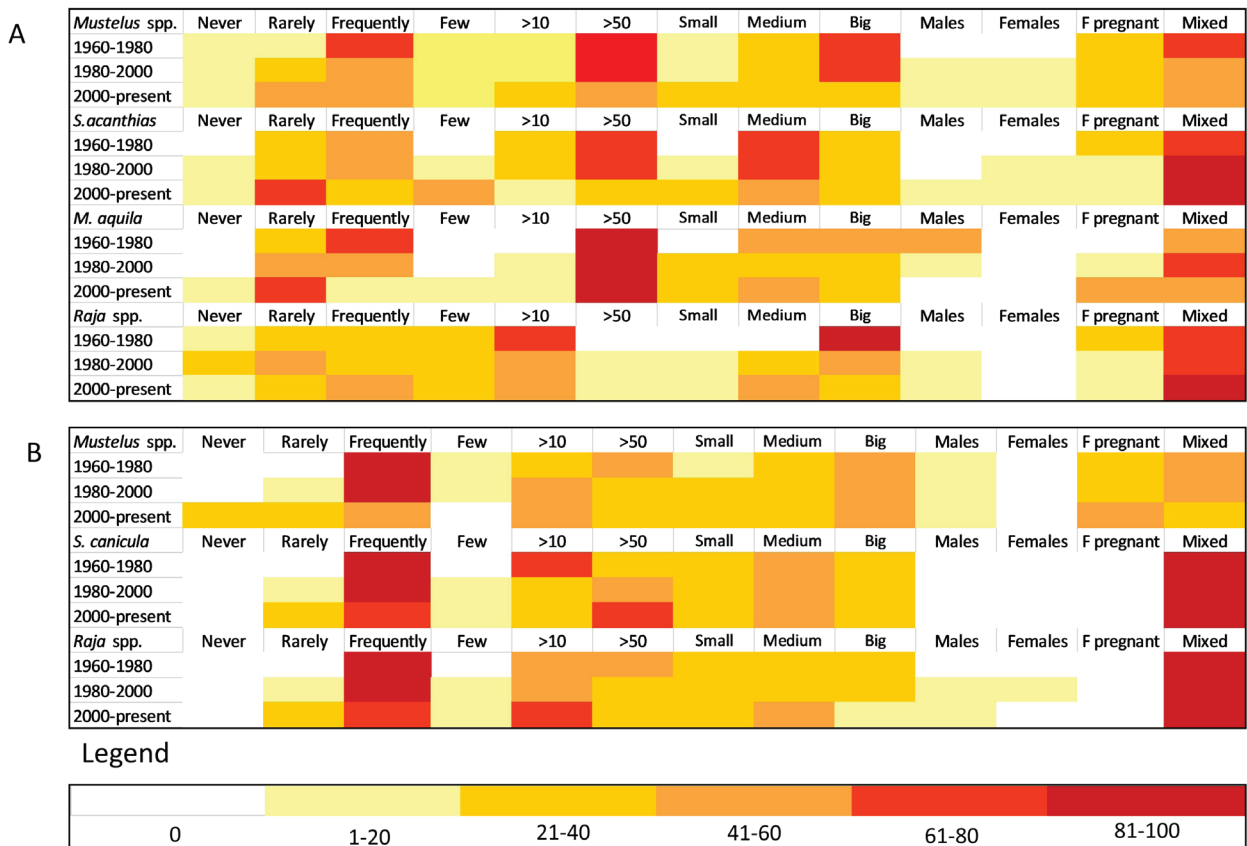 A
Mustelus spp. Never Rarely Frequently Few >10 >50 Small Medium Big Males Females F pregnant Mixed
1960-1980
1980-2000
2000-present
S.acanthias Never Rarely Frequently Few >10 >50 Small Medium Big Males Females F pregnant Mixed
1960-1980
1980-2000
2000-present
M. aquila Never Rarely Frequently Few >10 >50 Small Medium Big Males Females F pregnant Mixed
1960-1980
1980-2000
2000-present
Raja spp. Never Rarely Frequently Few >10 >50 Small Medium Big Males Females F pregnant Mixed
1960-1980
1980-2000
2000-present
B
Mustelus spp. Never Rarely Frequently Few >10 >50 Small Medium Big Males Females F pregnant Mixed
1960-1980
1980-2000
2000-present
S. canicula Never Rarely Frequently Few >10 >50 Small Medium Big Males Females F pregnant Mixed
1960-1980
1980-2000
2000-present
Raja spp. Never Rarely Frequently Few >10 >50 Small Medium Big Males Females F pregnant Mixed
1960-1980
1980-2000
2000-present
Legend
0 1-20 21-40 41-60 61-80 81-100